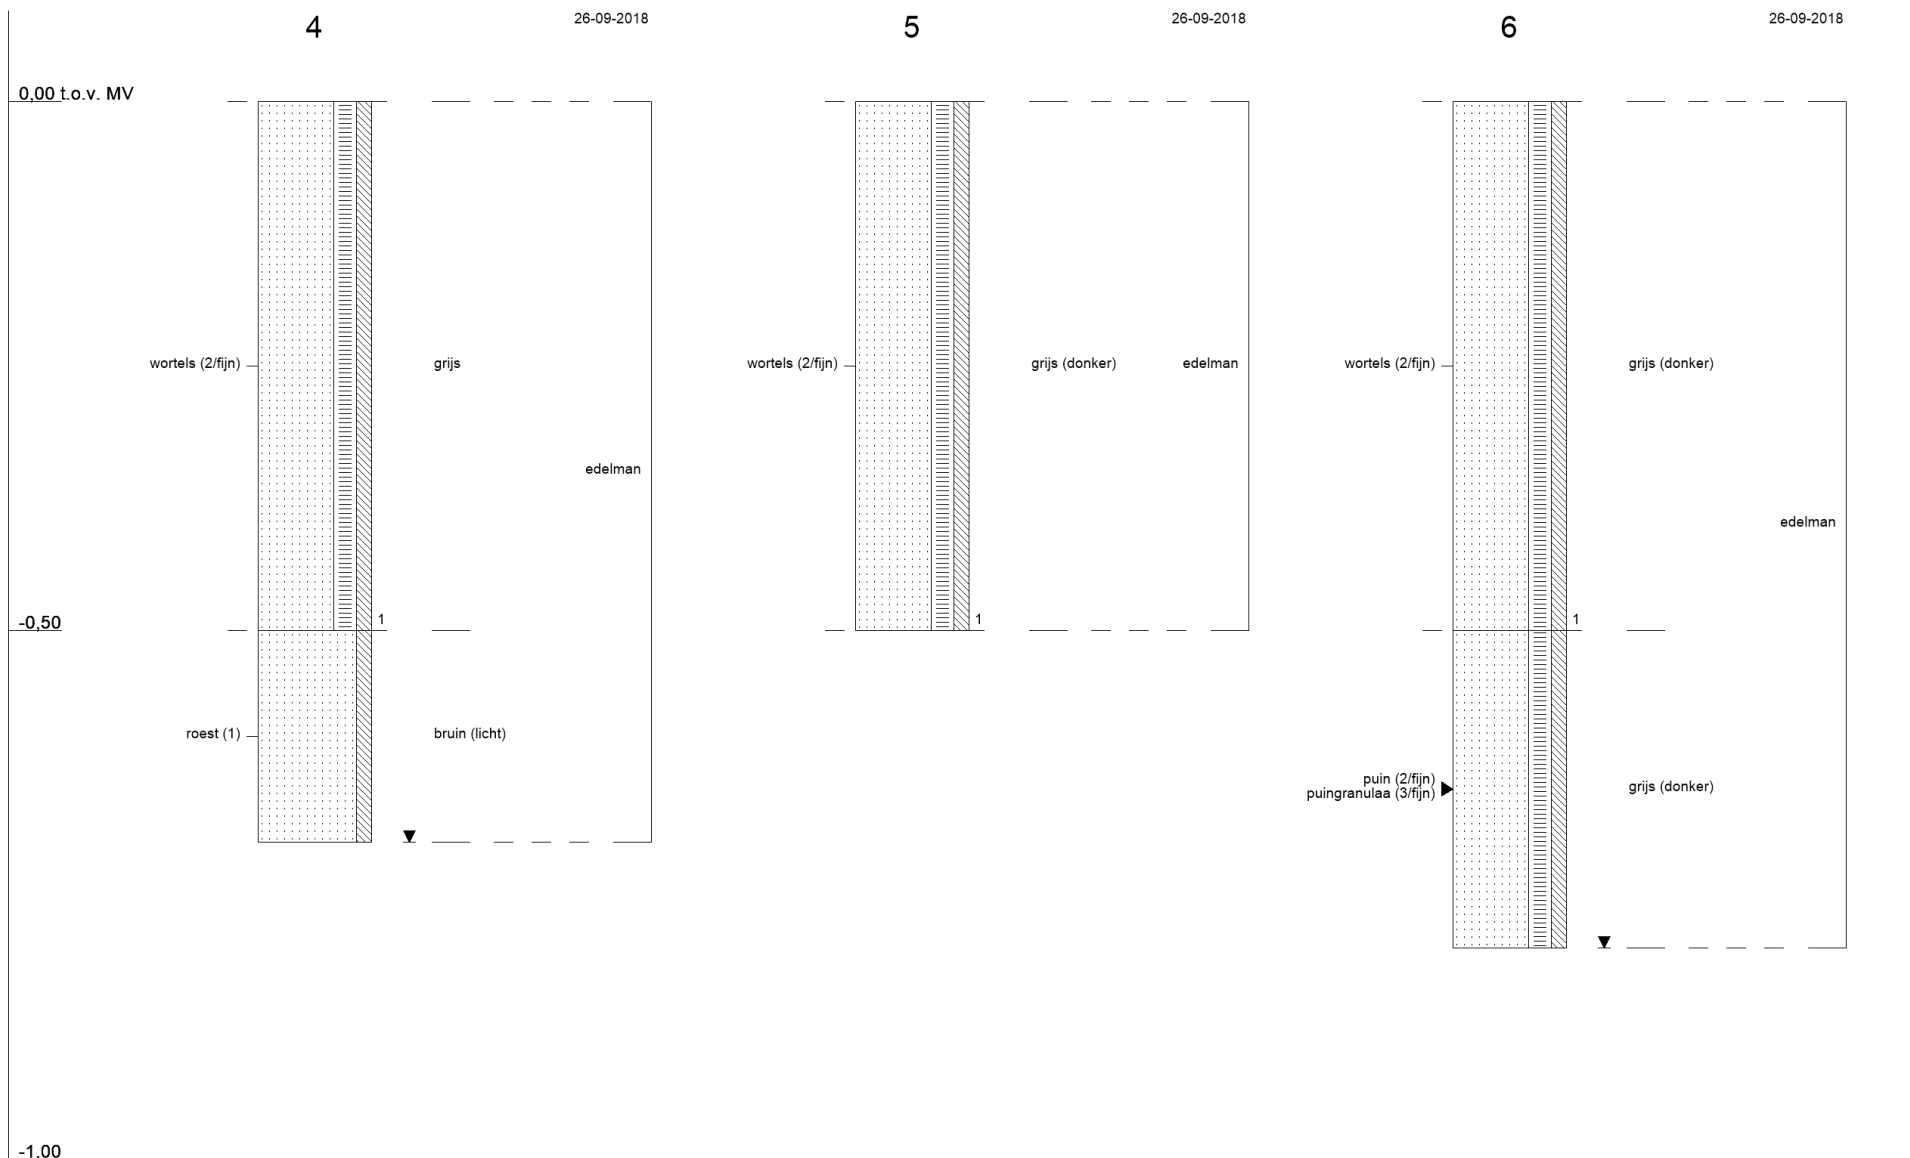 4
26-09-2018
5
26-09-2018
6
26-09-2018
0,00 t.o.v. MV
wortels (2/fijn)
grijs
wortels (2/fijn)
grijs (donker)
edelman
wortels (2/fijn)
grijs (donker)
edelman
edelman
-0,50
1
1
1
roest (1)
bruin (licht)
puin (2/fijn)
puingranulaa (3/fijn)
grijs (donker)
-1,00